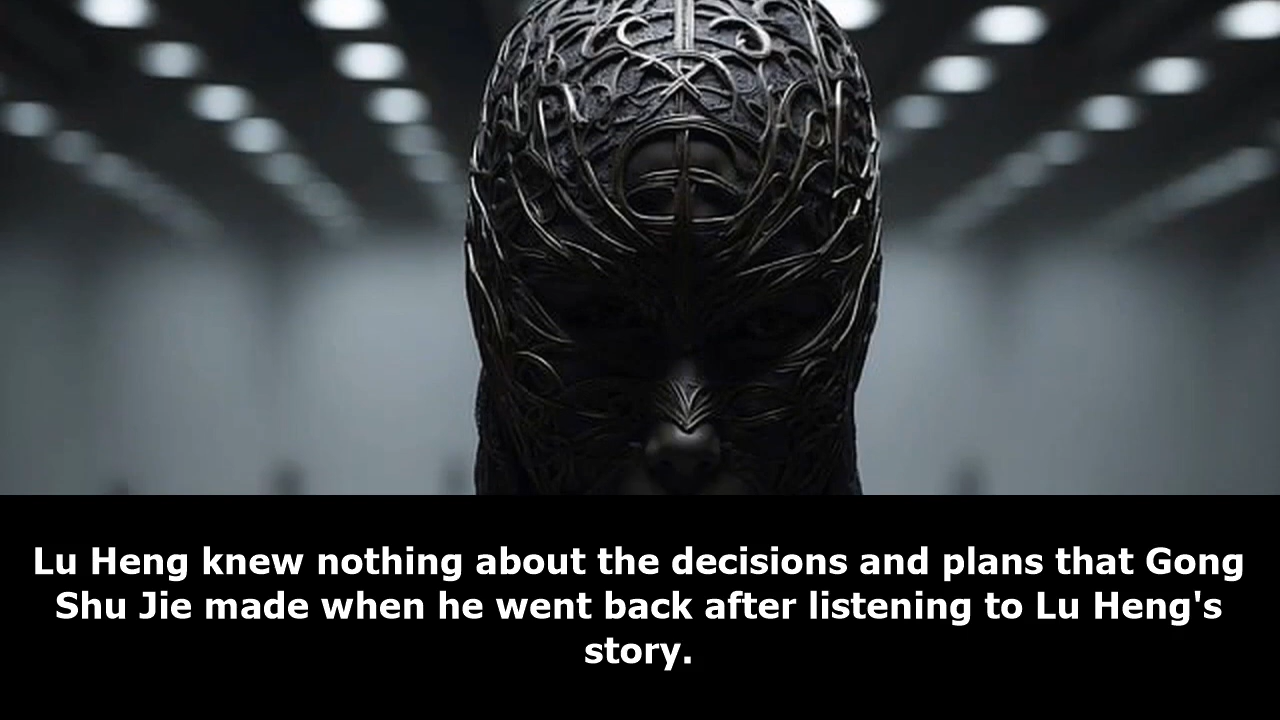 Lu Heng knew nothing about the decisions and plans that Gong
Shu Jie made when he went back after listening to Lu Heng's
story.